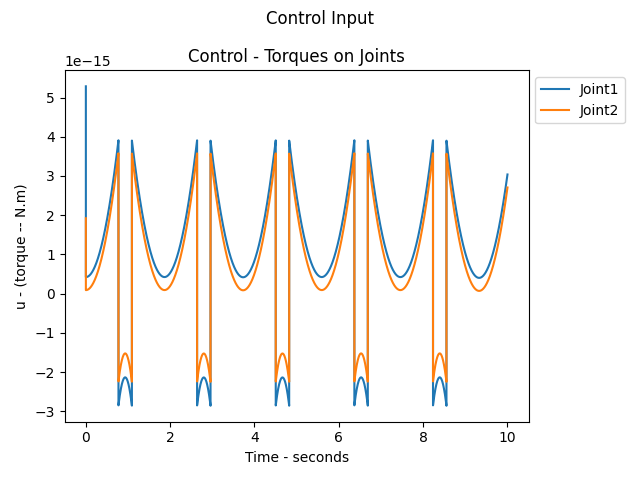 Control Input
Control - Torques on Joints
1e−15
5
4
3
2
1
0
−1
−2
−3
u - (torque -- N.m)
0 2 4 6 8 10
Time - seconds
Joint1
Joint2